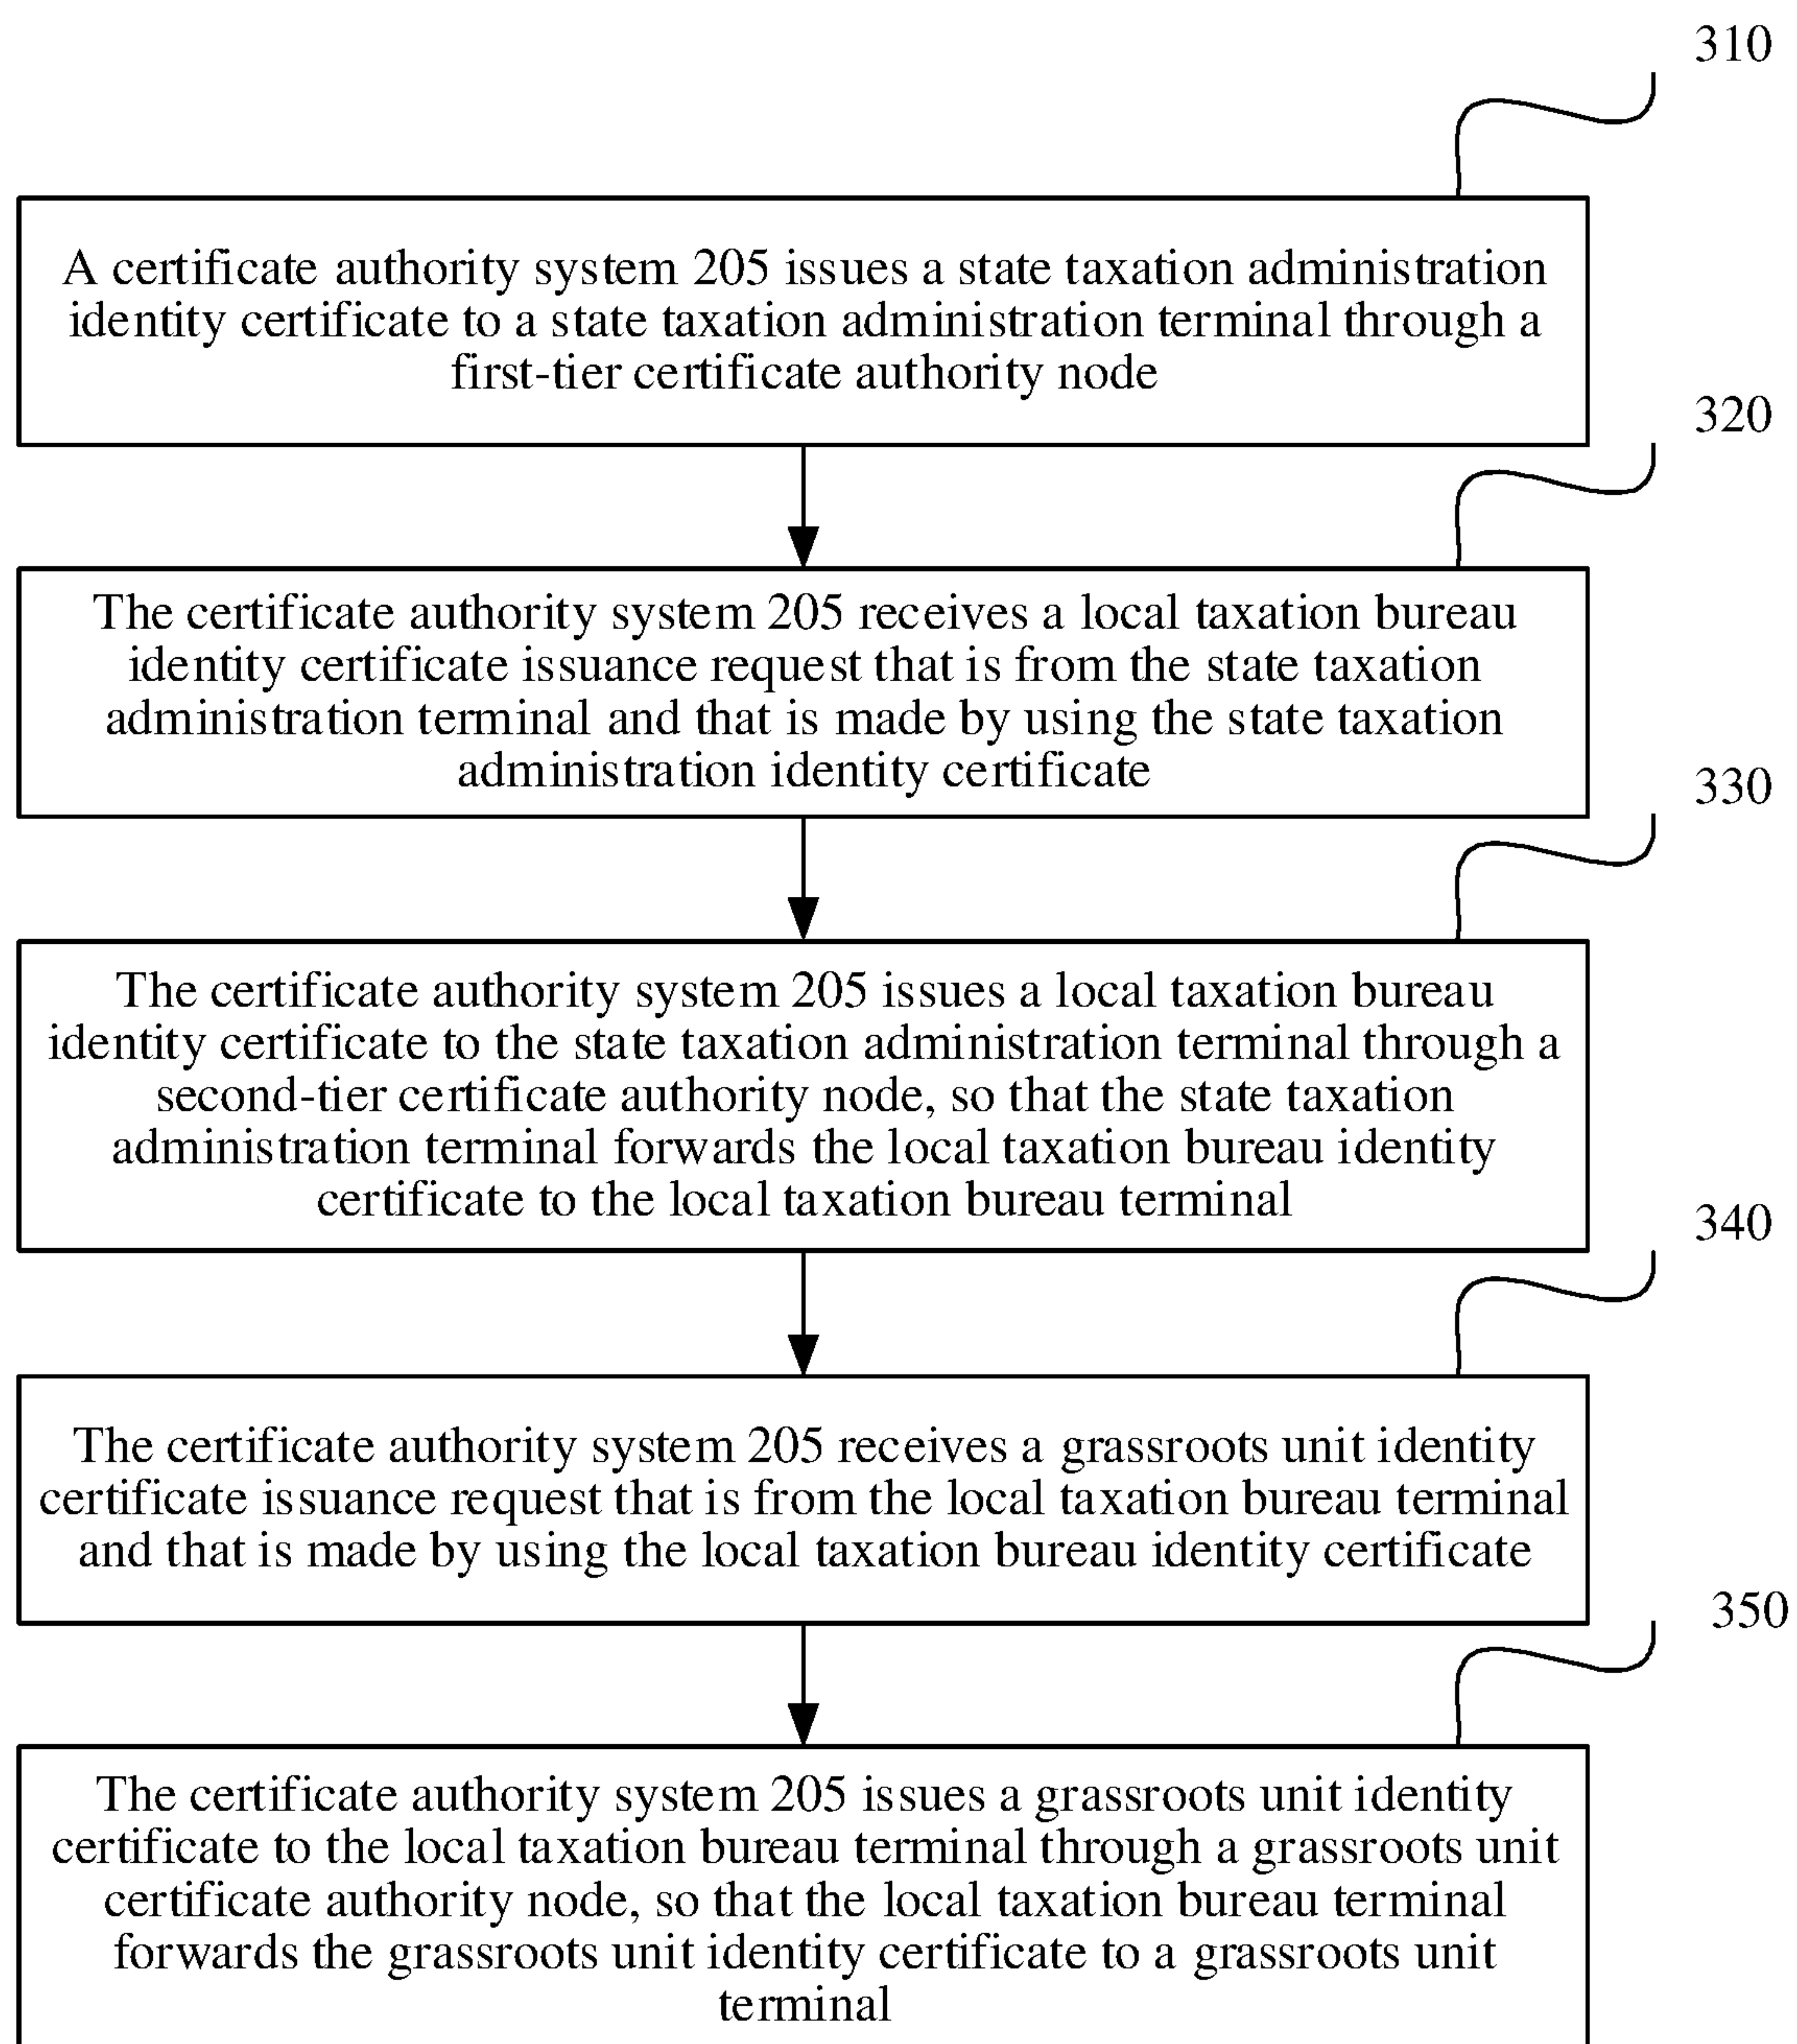 310
A certificate authority system 205 issues a state taxation administration
identity certificate to a state taxation administration terminal through a
first-tier certificate authority node
320
The certificate authority system 205 receives a local taxation bureau
identity certificate issuance request that is from the state taxation
administration terminal and that is made by using the state taxation
administration identity certificate
330
The certificate authority system 205 issues a local taxation bureau
identity certificate to the state taxation administration terminal through a
second-tier certificate authority node, so that the state taxation
administration terminal forwards the local taxation bureau identity
certificate to the local taxation bureau terminal
340
The certificate authority system 205 receives a grassroots unit identity
certificate issuance request that is from the local taxation bureau terminal
and that is made by using the local taxation bureau identity certificate
350
The certificate authority system 205 issues a grassroots unit identity
certificate to the local taxation bureau terminal through a grassroots unit
certificate authority node, so that the local taxation bureau terminal
forwards the grassroots unit identity certificate to a grassroots unit
terminal